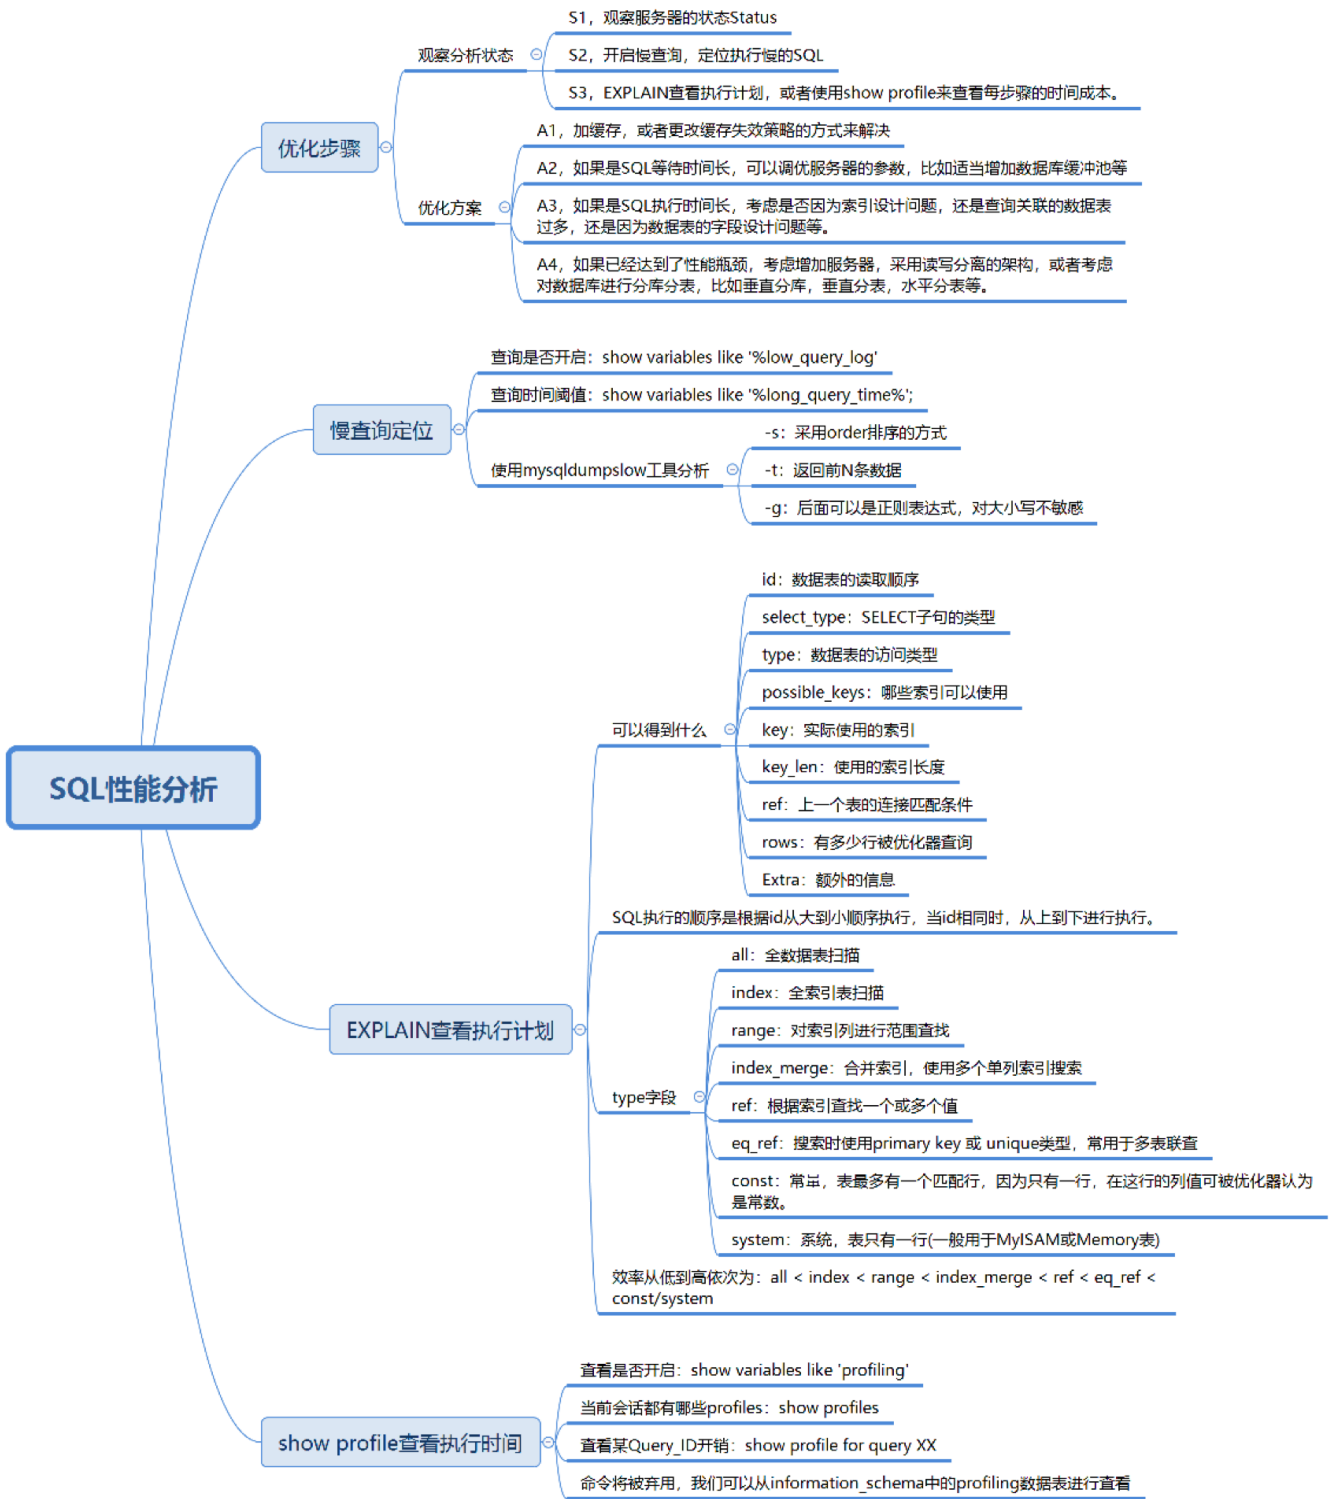 SQL性能分析
优化步骤
观察分析状态
S1，观察服务器的状态Status
S2，开启慢查询，定位执行慢的SQL
S3，EXPLAIN查看执行计划，或者使用show profile来查看每步骤的时间成本。
优化方案
A1，加缓存，或者更改缓存失效策略的方式来解决
A2，如果是SQL等待时间长，可以调优服务器的参数，比如适当增加数据库缓冲池等
A3，如果是SQL执行时间长，考虑是否因为索引设计问题，还是查询关联的数据表
过多，还是因为数据表的字段设计问题等。
A4，如果已经达到了性能瓶颈，考虑增加服务器，采用读写分离的架构，或者考虑
对数据库进行分库分表，比如垂直分库，垂直分表，水平分表等。
慢查询定位
查询是否开启：show variables like '%low_query_log'
查询时间阈值：show variables like '%long_query_time%';
使用mysqldumpslow工具分析
-s：采用order排序的方式
-t：返回前N条数据
-g：后面可以是正则表达式，对大小写不敏感
EXPLAIN查看执行计划
可以得到什么
id：数据表的读取顺序
select_type：SELECT子句的类型
type：数据表的访问类型
possible_keys：哪些索引可以使用
key：实际使用的索引
key_len：使用的索引长度
ref：上一个表的连接匹配条件
rows：有多少行被优化器查询
Extra：额外的信息
SQL执行的顺序是根据id从大到小顺序执行，当id相同时，从上到下进行执行。
type字段
all：全数据表扫描
index：全索引表扫描
range：对索引列进行范围查找
index_merge：合并索引，使用多个单列索引搜索
ref：根据索引查找一个或多个值
eq_ref：搜索时使用primary key 或 unique类型，常用于多表联查
const：常量，表最多有一个匹配行，因为只有一行，在这行的列值可被优化器认为
是常数。
system：系统，表只有一行(一般用于MyISAM或Memory表)
效率从低到高依次为：all < index < range < index_merge < ref < eq_ref <
const/system
show profile查看执行时间
查看是否开启：show variables like 'profiling'
当前会话都有哪些profiles：show profiles
查看某Query_ID开销：show profile for query XX
命令将被弃用，我们可以从information_schema中的profiling数据表进行查看